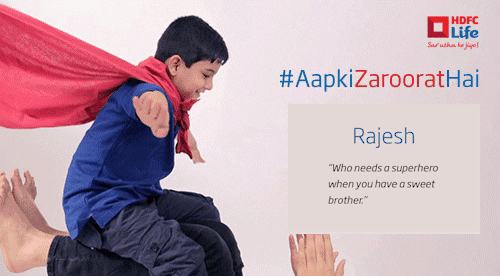 HDFC
Life
Sar utha ke jiyo!
#AapkiZarooratHai
Rajesh
"Who needs a superhero
when you have a sweet
brother."